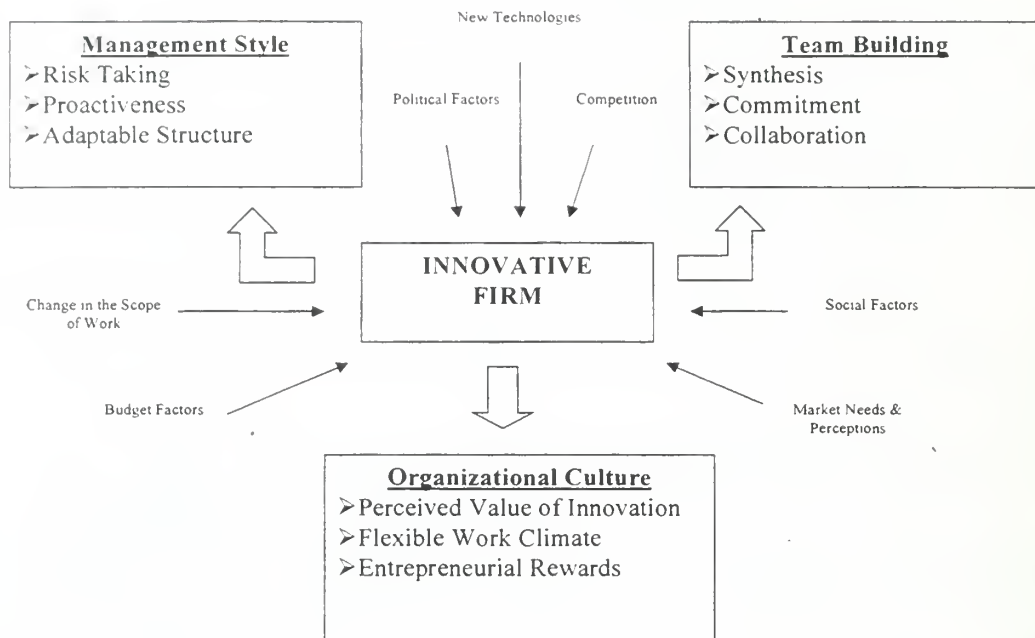 New Technologies
Management Style
➤Risk Taking
➤Proactiveness
➤Adaptable Structure
Political Factors
Competition
Team Building
➤Synthesis
➤Commitment
➤Collaboration
INNOVATIVE
FIRM
Change in the Scope
of Work
Social Factors
Budget Factors
Market Needs &
Perceptions
Organizational Culture
➤Perceived Value of Innovation
➤Flexible Work Climate
➤Entrepreneurial Rewards